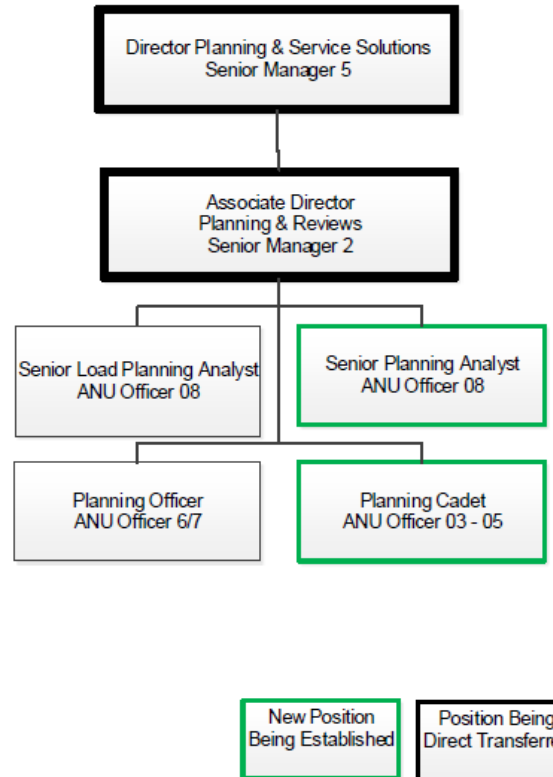 Director Planning & Service Solutions
Senior Manager 5
Associate Director
Planning & Reviews
Senior Manager 2
Senior Load Planning Analyst
ANU Officer 08
Senior Planning Analyst
ANU Officer 08
Planning Officer
ANU Officer 6/7
Planning Cadet
ANU Officer 03 - 05
New Position
Being Established
Position Being
Direct